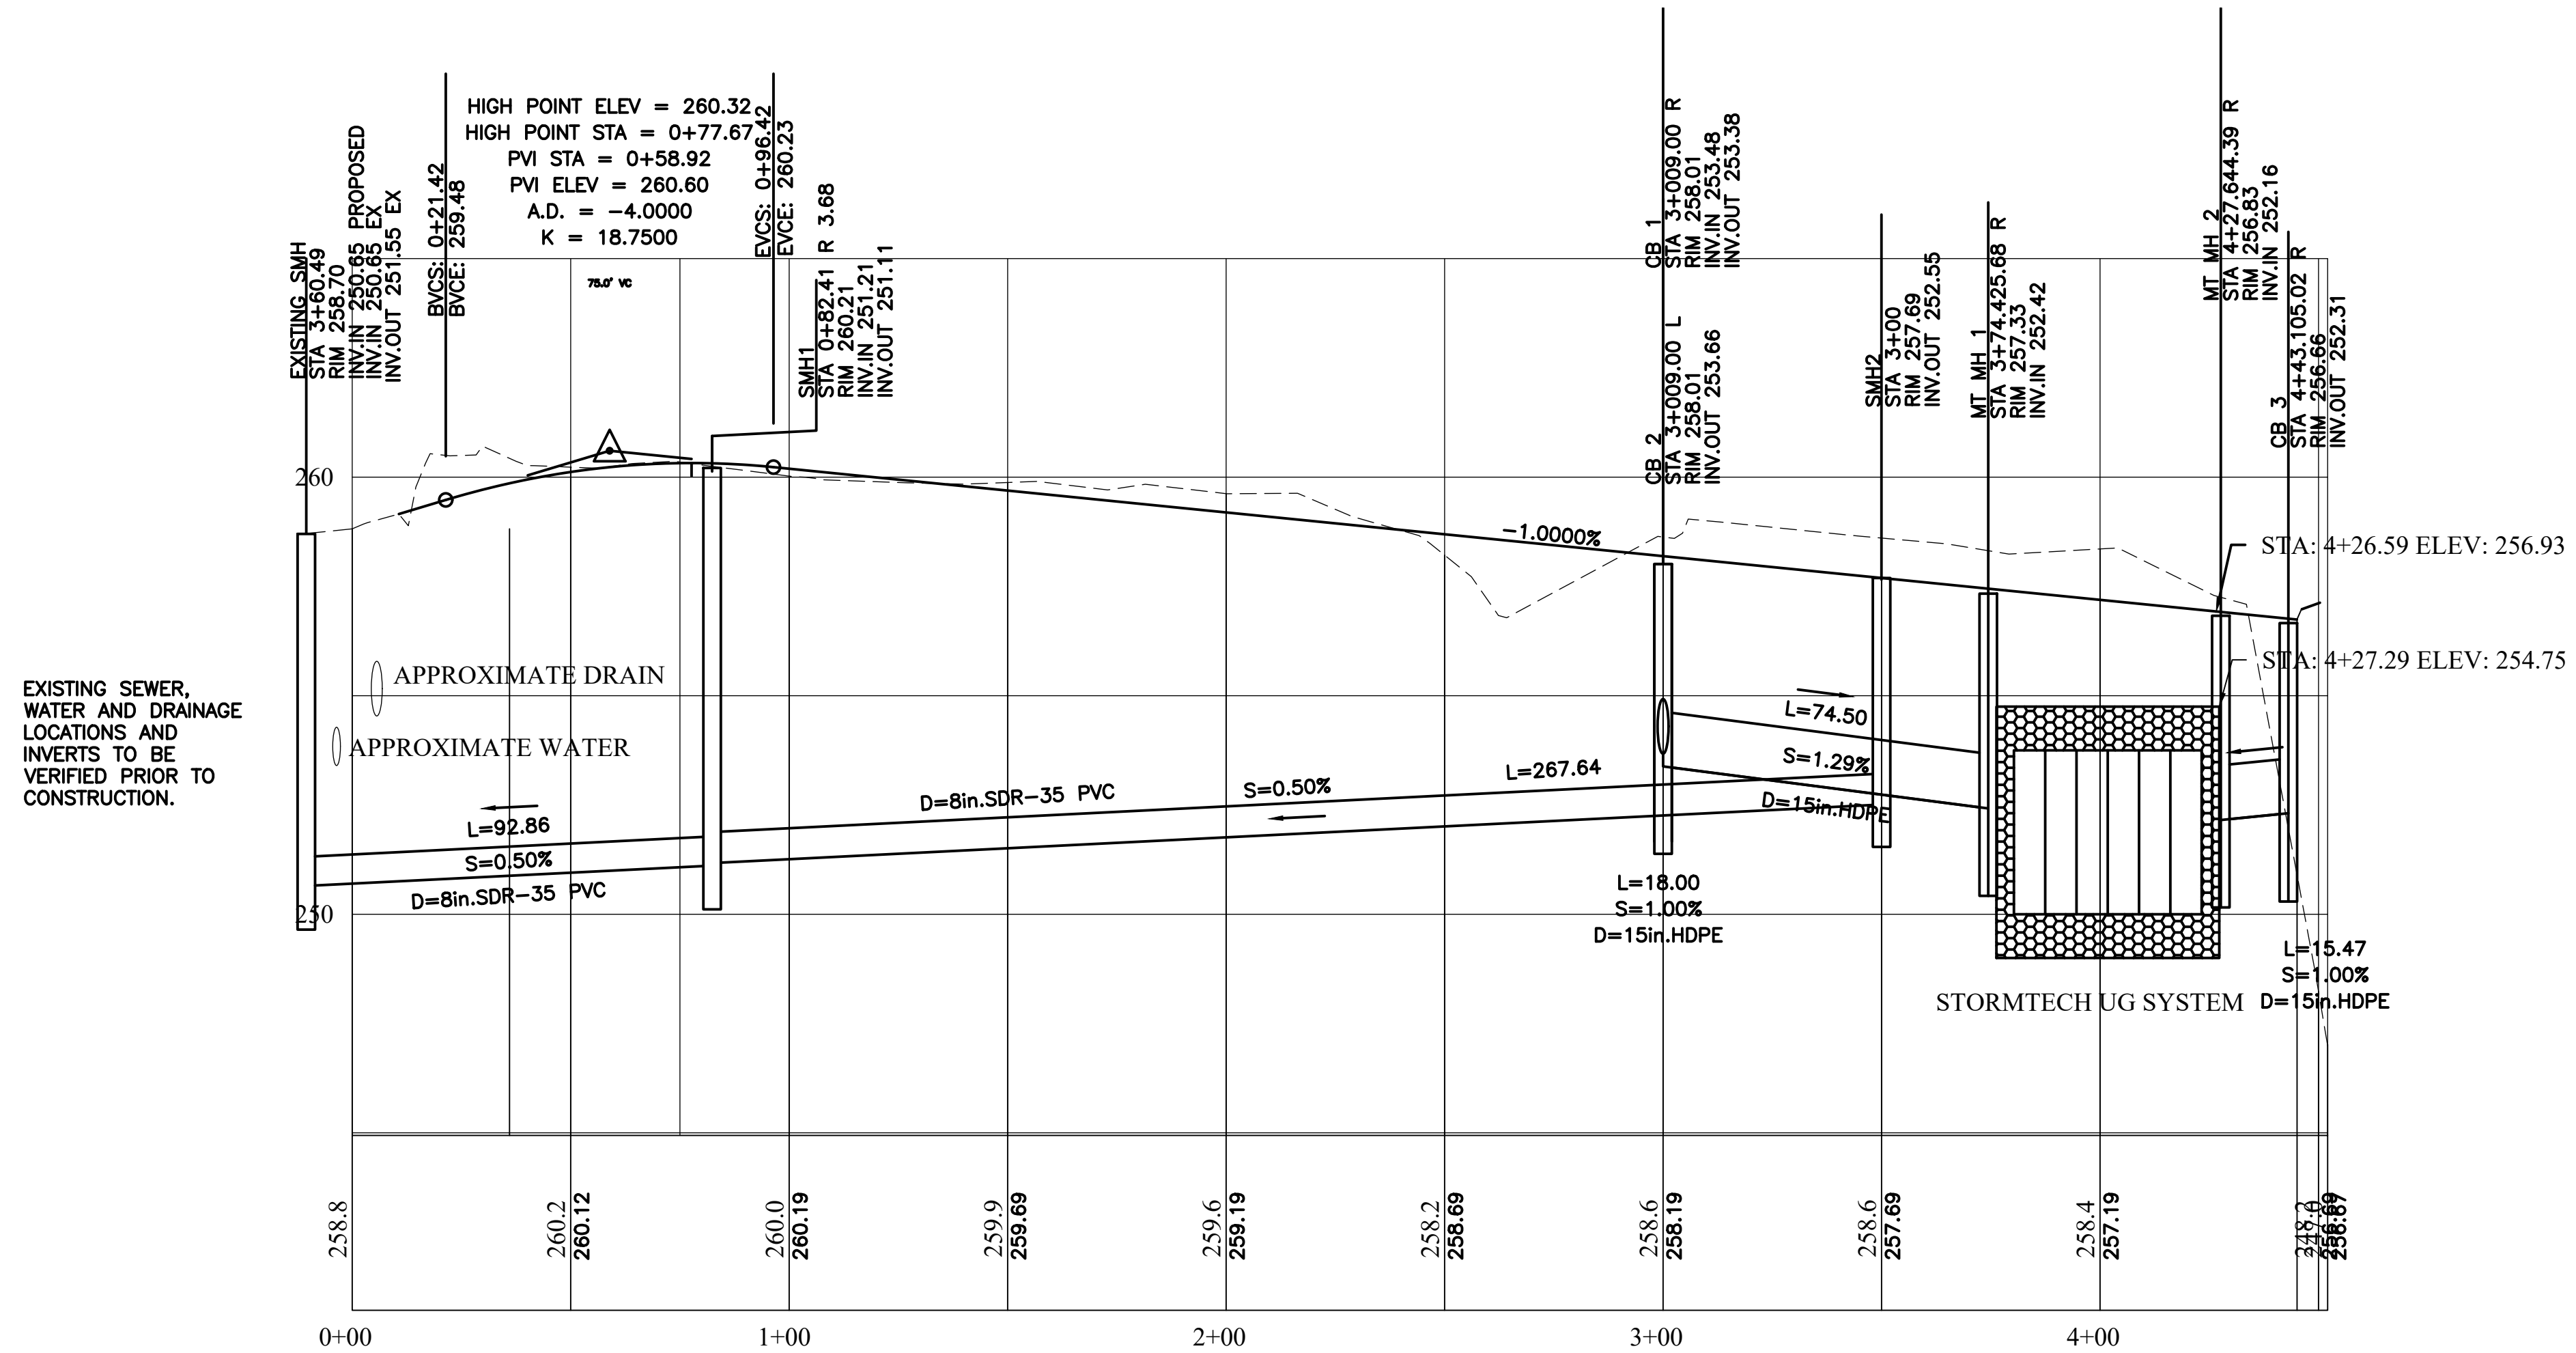 HIGH POINT ELEV = 260.32
HIGH POINT STA = 0+77.67
PVI STA = 0+58.92
PVI ELEV = 260.60
A.D. = -4.0000
K = 18.7500
75.0' VC
EXISTING SMH
STA 3+60.49
RIM 258.70
INV.IN 250.65 PROPOSED
INV.IN 250.65 EX
INV.OUT 251.55 EX
BVCS: 0+21.42
BVCE: 259.48
EVCS: 0+96.42
EVCE: 260.23
SMH1
STA 0+82.41 R 3.68
RIM 260.21
INV.IN 251.21
INV.OUT 251.11
CB 1
STA 3+009.00 R
RIM 258.01
INV.IN 253.48
INV.OUT 253.38
CB 2
STA 3+009.00 L
RIM 258.01
INV.OUT 253.66
SMH2
STA 3+00
RIM 257.69
INV.OUT 252.55
MT MH 1
STA 3+74.425.68 R
RIM 257.33
INV.IN 252.42
MT MH 2
STA 4+27.644.39 R
RIM 256.83
INV.IN 252.16
CB 3
STA 4+43.105.02 R
RIM 256.66
INV.OUT 252.31
260
-1.0000%
STA: 4+26.59 ELEV: 256.93
STA: 4+27.29 ELEV: 254.75
APPROXIMATE DRAIN
APPROXIMATE WATER
EXISTING SEWER,
WATER AND DRAINAGE
LOCATIONS AND
INVERTS TO BE
VERIFIED PRIOR TO
CONSTRUCTION.
L=92.86
S=0.50%
D=8in.SDR-35 PVC
D=8in.SDR-35 PVC
S=0.50%
L=267.64
L=74.50
S=1.29%
D=15in.HDPE
L=18.00
S=1.00%
D=15in.HDPE
250
L=15.47
S=1.00%
D=15in.HDPE
STORMTECH UG SYSTEM
258.8
260.2
260.12
260.0
260.19
259.9
259.69
259.6
259.19
258.2
258.69
258.6
258.19
258.6
257.69
258.4
257.19
0+00
1+00
2+00
3+00
4+00